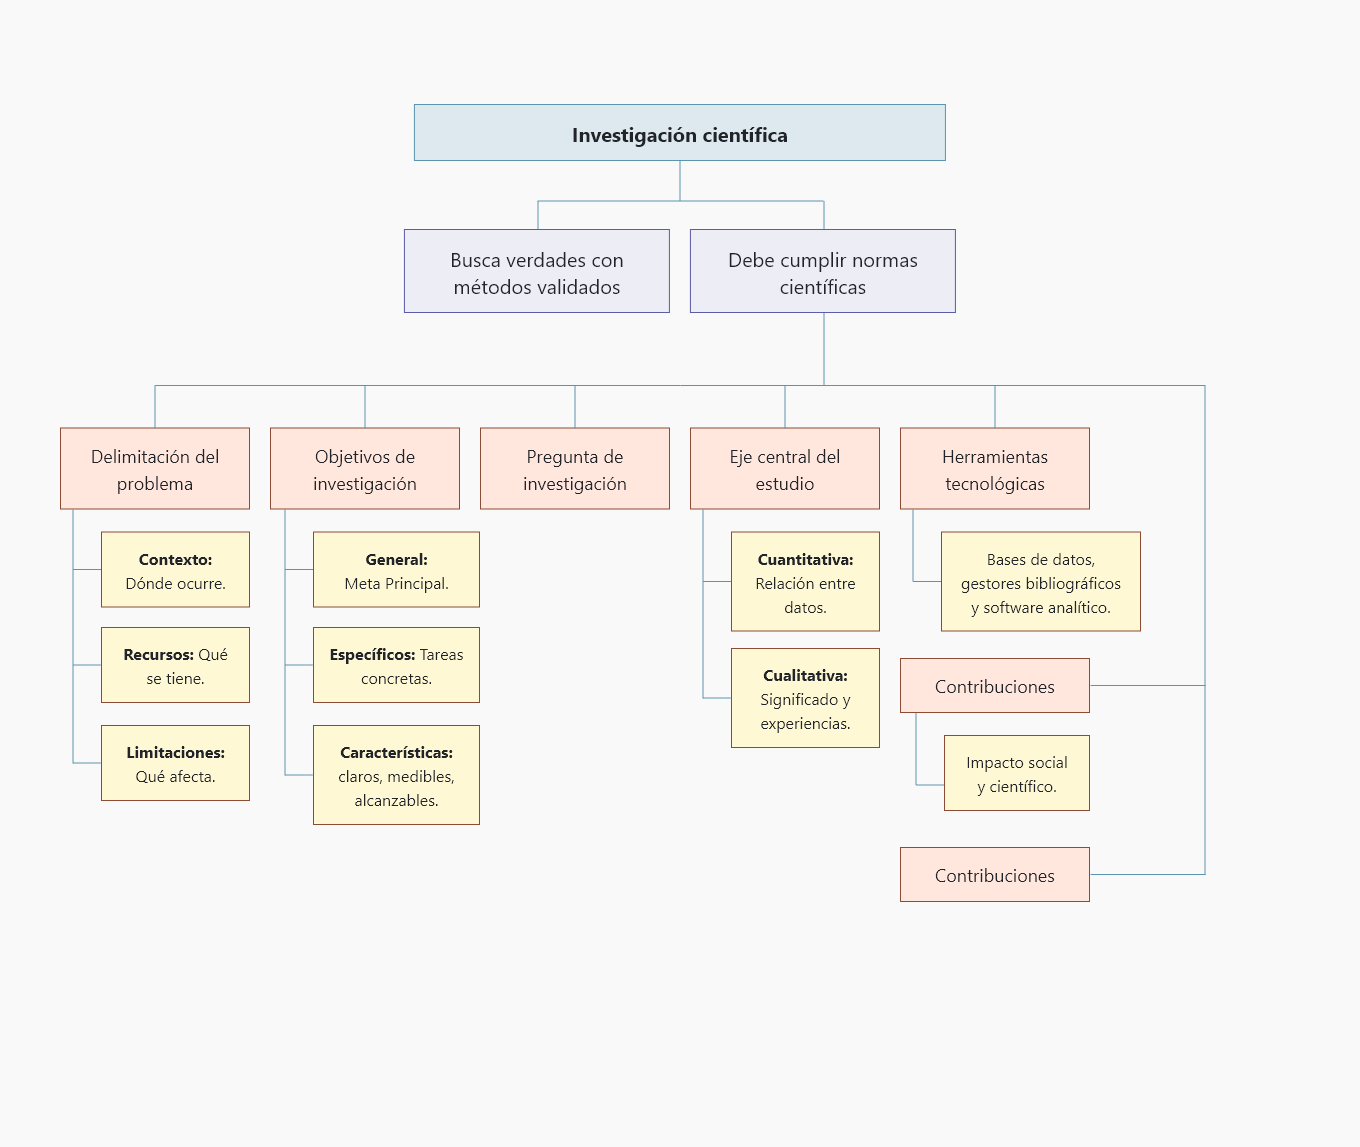 Investigación científica
Busca verdades con
métodos validados
Debe cumplir normas
científicas
Delimitación del
problema
Contexto:
Dónde ocurre.
Recursos: Qué
se tiene.
Limitaciones:
Qué afecta.
Objetivos de
investigación
General:
Meta Principal.
Específicos: Tareas
concretas.
Características:
claros, medibles,
alcanzables.
Pregunta de
investigación
Eje central del
estudio
Cuantitativa:
Relación entre
datos.
Cualitativa:
Significado y
experiencias.
Herramientas
tecnológicas
Bases de datos,
gestores bibliográficos
y software analítico.
Contribuciones
Impacto social
y científico.
Contribuciones